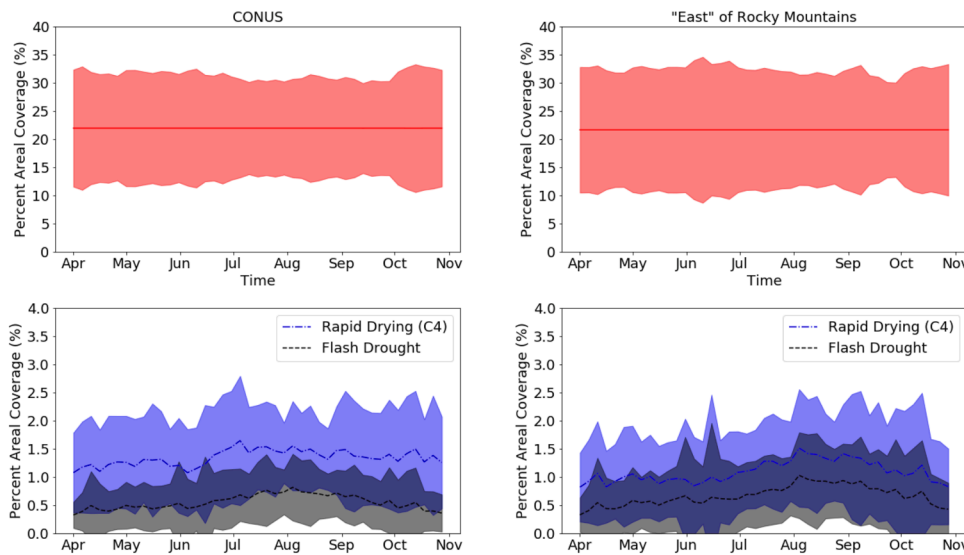 CONUS
"East" of Rocky Mountains
Percent Areal Coverage (%)
40
35
30
25
20
15
10
5
0
Apr May Jun Jul Aug Sep Oct Nov
Time
Percent Areal Coverage (%)
40
35
30
25
20
15
10
5
0
Apr May Jun Jul Aug Sep Oct Nov
Time
Percent Areal Coverage (%)
4.0
3.5
3.0
2.5
2.0
1.5
1.0
0.5
0.0
Rapid Drying (C4)
Flash Drought
Apr May Jun Jul Aug Sep Oct Nov
Percent Areal Coverage (%)
4.0
3.5
3.0
2.5
2.0
1.5
1.0
0.5
0.0
Rapid Drying (C4)
Flash Drought
Apr May Jun Jul Aug Sep Oct Nov